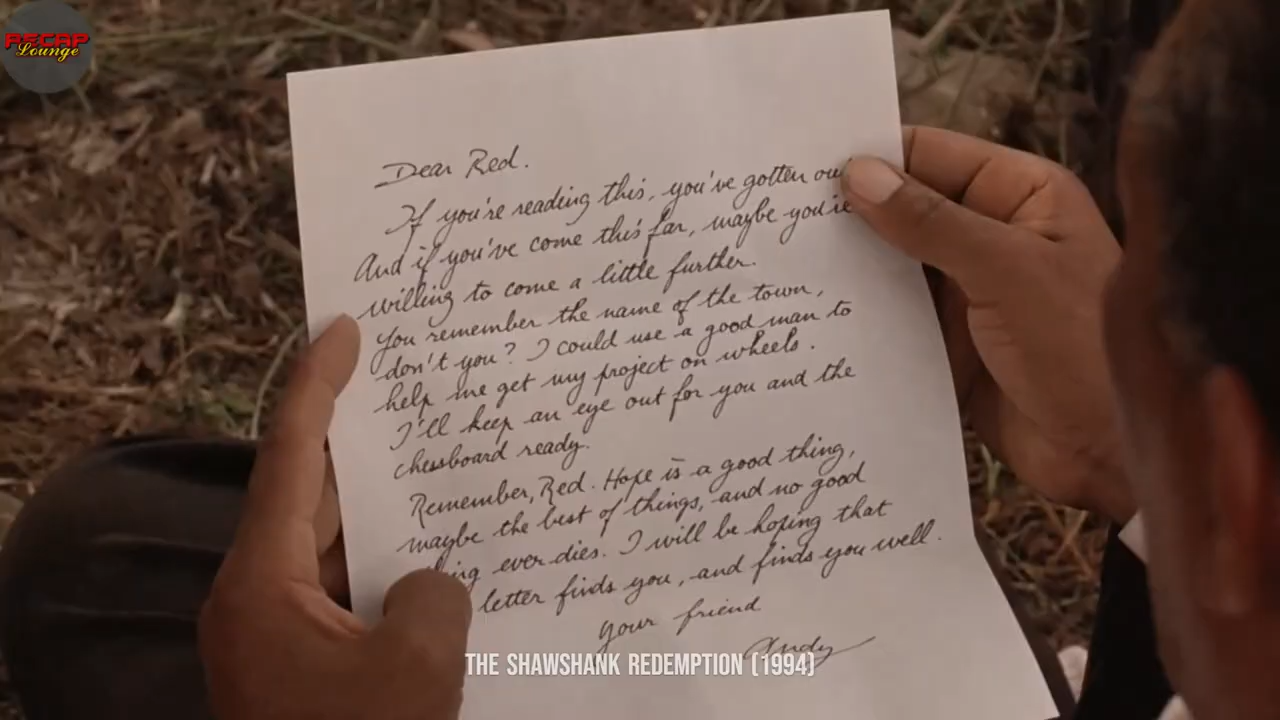 RECAP
Lounge
Dear Red.
If you're reading this, you've gotten ou
And if you've come this far, maybe you're
willing to come a little further.
You remember the name of the town,
don't you? I could use a good man to
help me get my project on wheels.
I'll keep an eye out for you and the
chessboard ready.
Remember, Red. Hope is a good thing,
maybe the best of things, and no good
thing ever dies. I will be hoping that
letter finds you, and finds you well.
Your friend
Andy
THE SHAWSHANK REDEMPTION (1994)